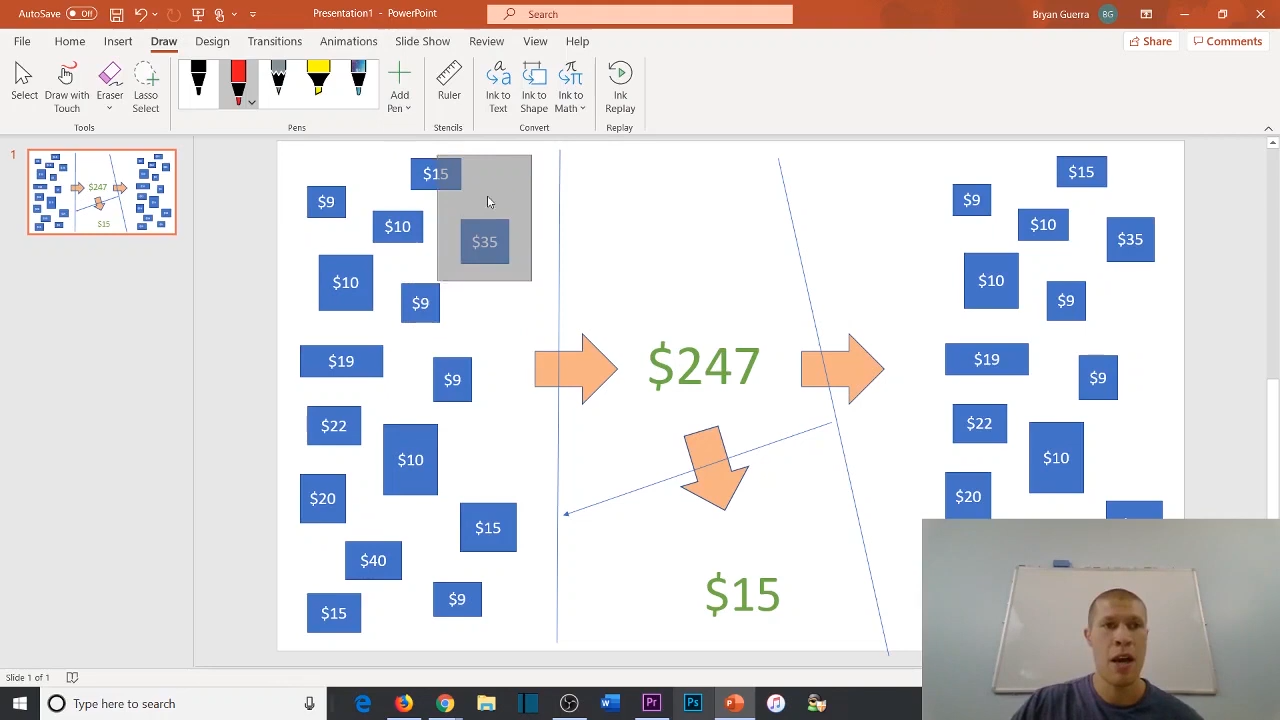 AutoSave Off
Presentation1 - PowerPoint
Search
Bryan Guerra
BG
File
Home
Insert
Draw
Design
Transitions
Animations
Slide Show
Review
View
Help
Share
Comments
Select
Draw with
Touch
Eraser
Lasso
Select
Add
Pen
Ruler
Ink to
Text
Ink to
Shape
Ink to
Math
Ink
Replay
Tools
Pens
Stencils
Convert
Replay
1
$247
$15
$15
$9
$10
$35
$10
$9
$19
$9
$22
$10
$20
$15
$40
$9
$15
$247
$15
$15
$9
$10
$35
$10
$9
$19
$9
$22
$10
$20
Slide 1 of 1
Type here to search
Pr
Ps